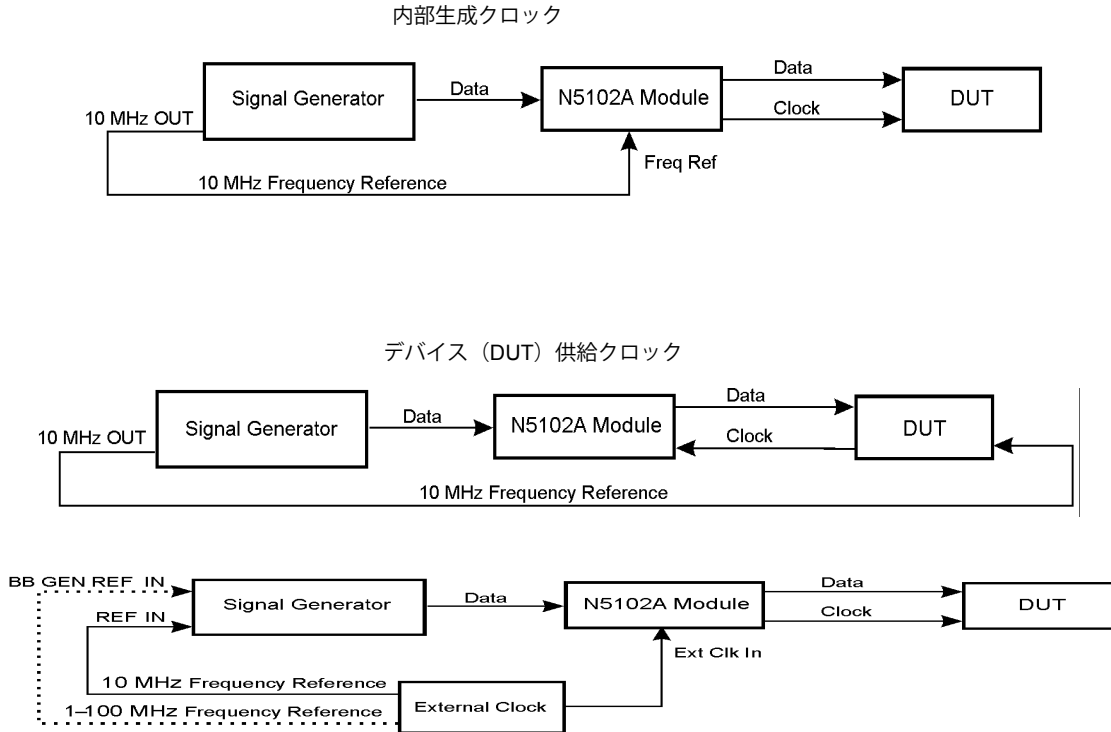 内部生成クロック
Signal Generator
Data
N5102A Module
Data
Clock
DUT
10 MHz OUT
Freq Ref
10 MHz Frequency Reference
デバイス（DUT）供給クロック
Signal Generator
Data
N5102A Module
Data
Clock
DUT
10 MHz OUT
10 MHz Frequency Reference
BB GEN REF IN
REF IN
Signal Generator
Data
N5102A Module
Data
Clock
DUT
Ext Clk In
10 MHz Frequency Reference
1–100 MHz Frequency Reference
External Clock